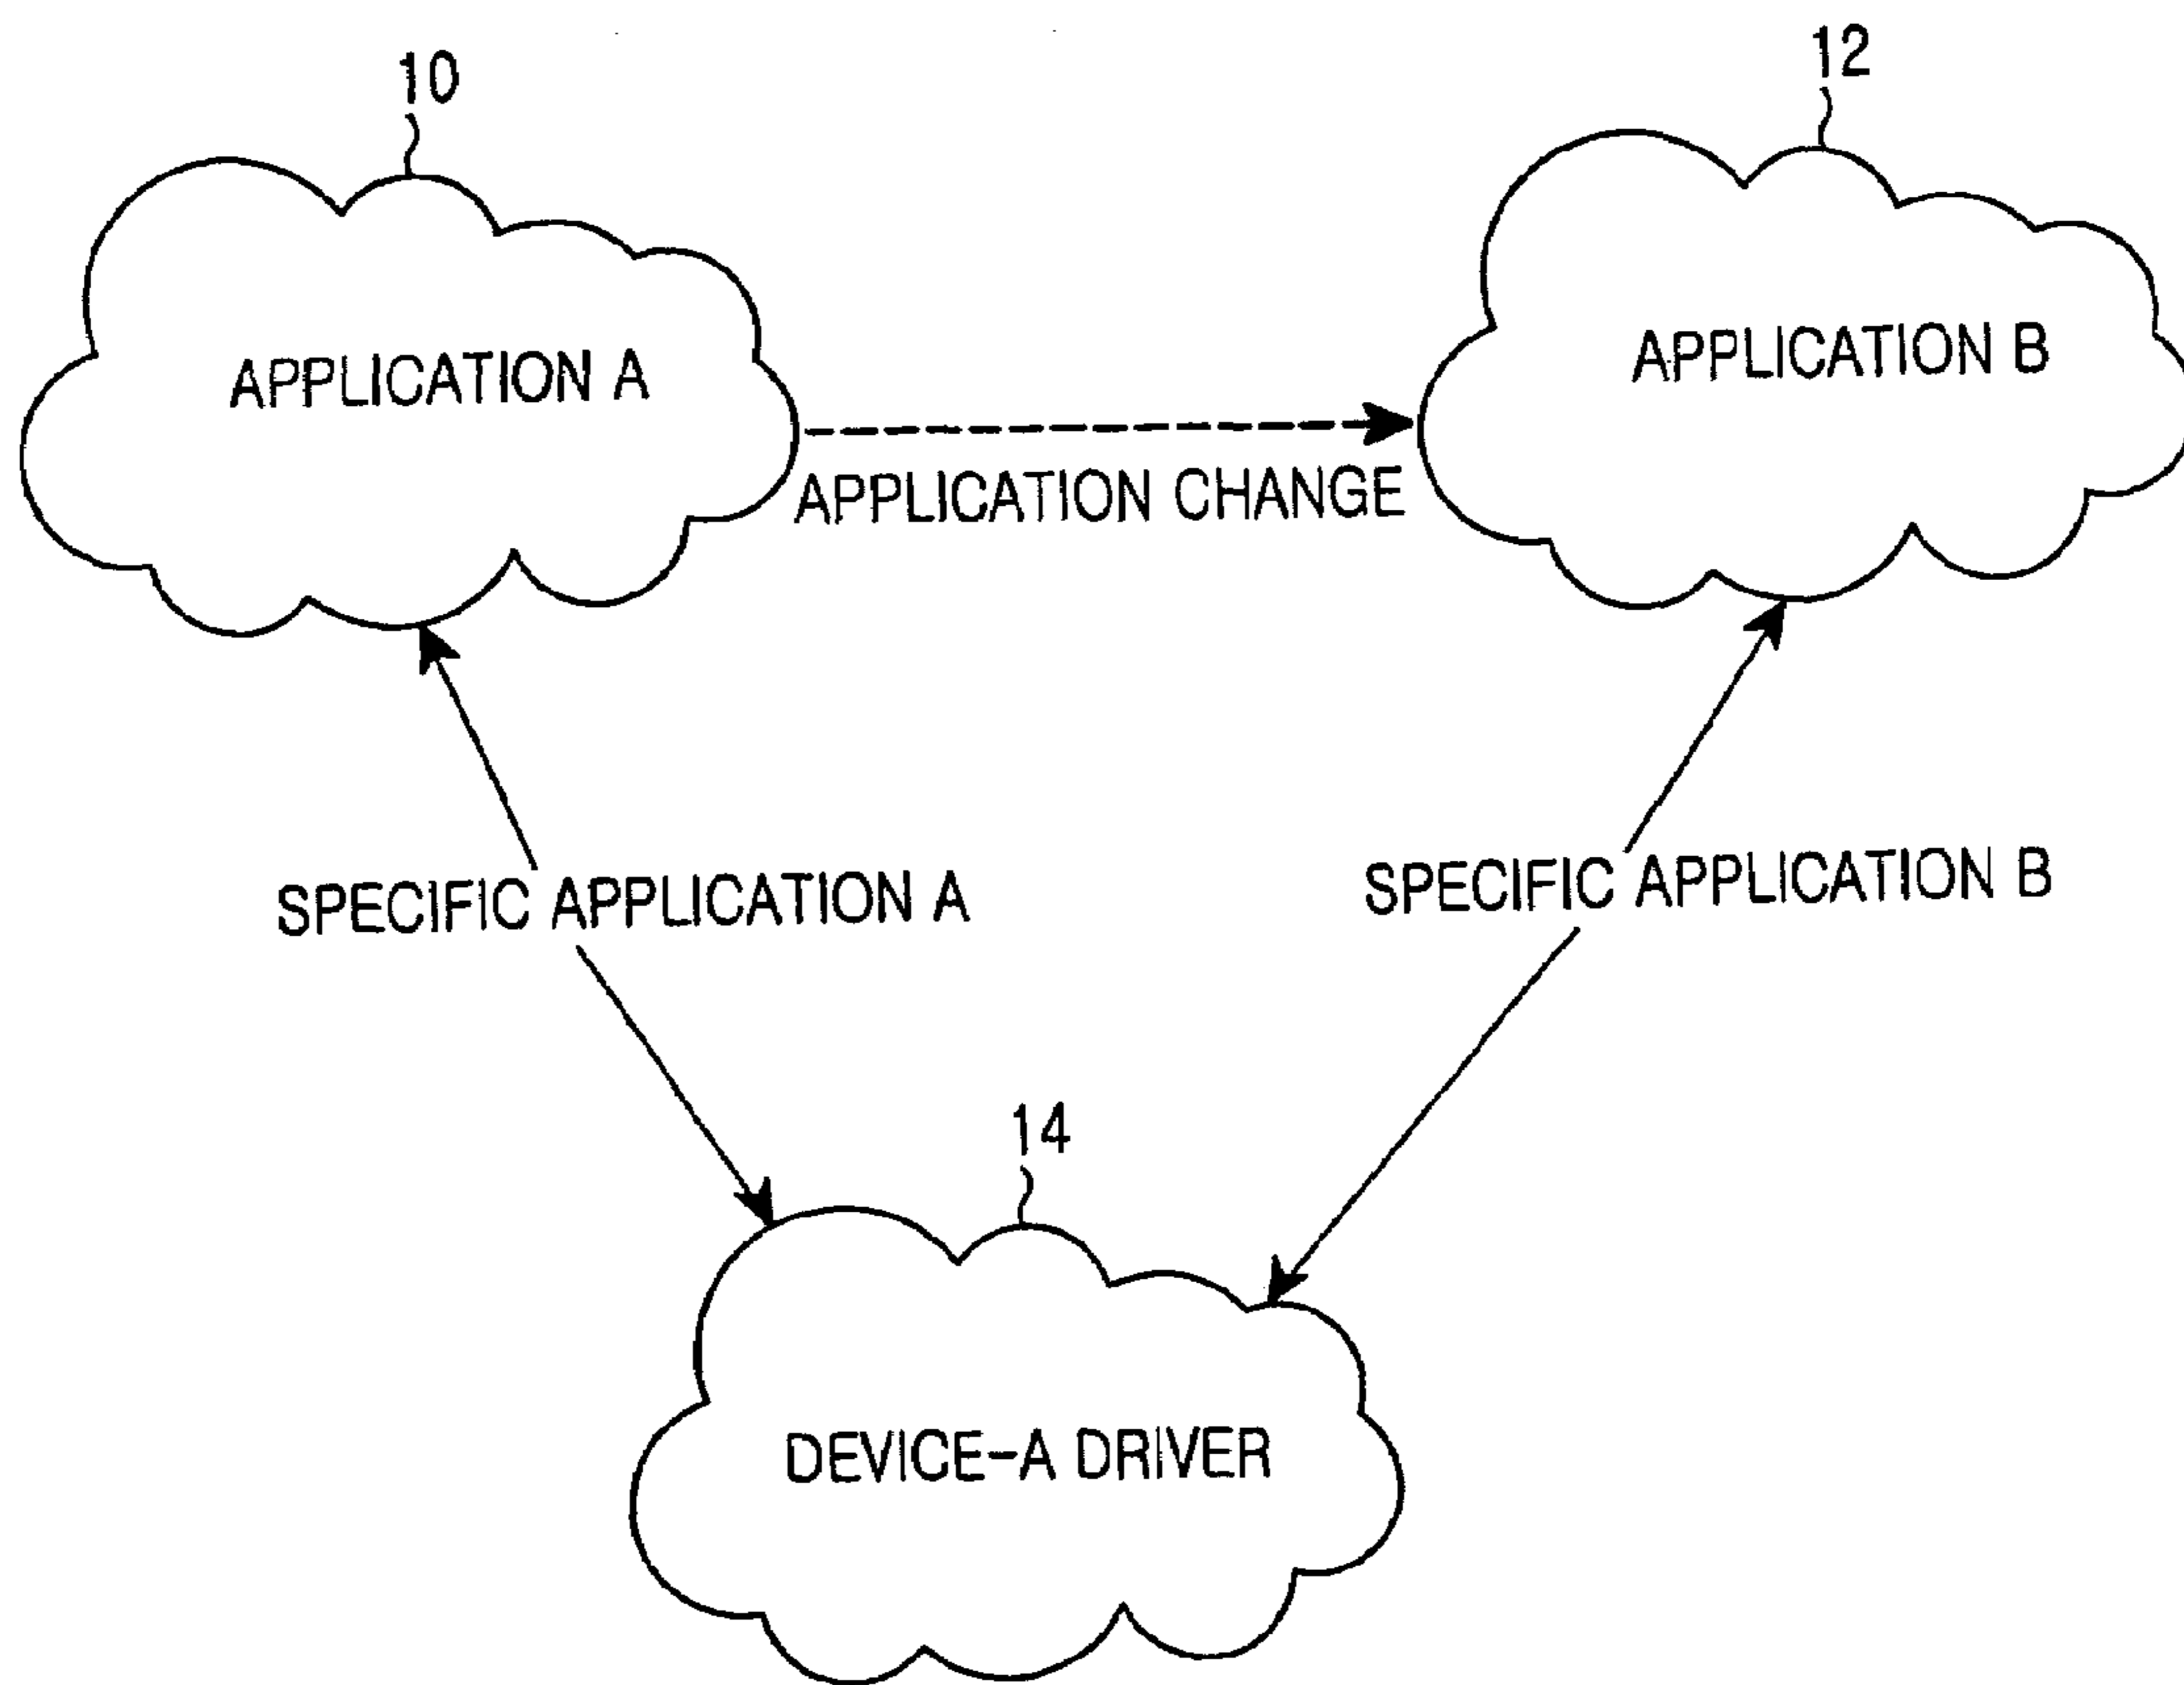 10
12
APPLICATION A
APPLICATION B
APPLICATION CHANGE
SPECIFIC APPLICATION A
SPECIFIC APPLICATION B
14
DEVICE-A DRIVER